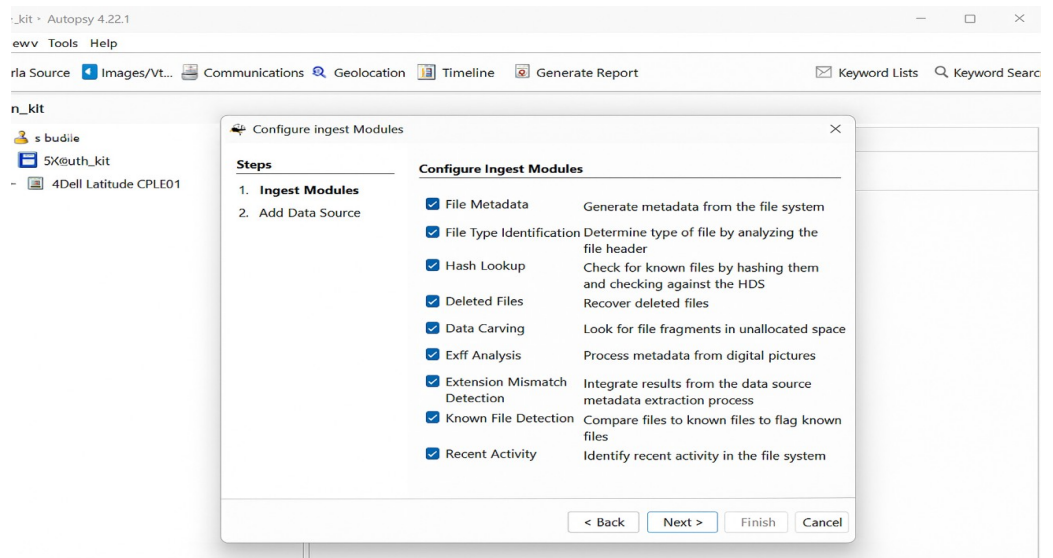 _kit · Autopsy 4.22.1
ewv Tools Help
rla Source Images/Vt... Communications Geolocation Timeline Generate Report Keyword Lists Keyword Searc
n_kit
s budile
5X@uth_kit
4Dell Latitude CPLE01
Configure ingest Modules
Steps
1. Ingest Modules
2. Add Data Source
Configure Ingest Modules
File Metadata Generate metadata from the file system
File Type Identification Determine type of file by analyzing the
file header
Hash Lookup Check for known files by hashing them
and checking against the HDS
Deleted Files Recover deleted files
Data Carving Look for file fragments in unallocated space
Exff Analysis Process metadata from digital pictures
Extension Mismatch Integrate results from the data source
Detection metadata extraction process
Known File Detection Compare files to known files to flag known
files
Recent Activity Identify recent activity in the file system
< Back Next > Finish Cancel